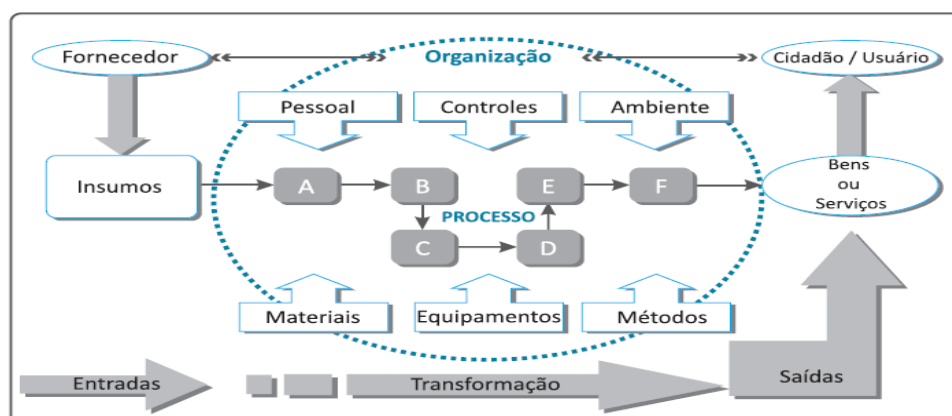 Fornecedor
Organização
Cidadão / Usuário
Pessoal
Controles
Ambiente
Insumos
A
B
E
F
Bens
ou
Serviços
PROCESSO
C
D
Materiais
Equipamentos
Métodos
Entradas
Transformação
Saídas